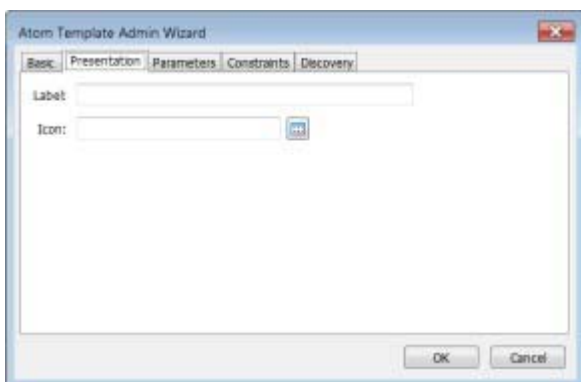 Atom Template Admin Wizard
Basic Presentation Parameters Constraints Discovery
Label:
Icon:
OK Cancel